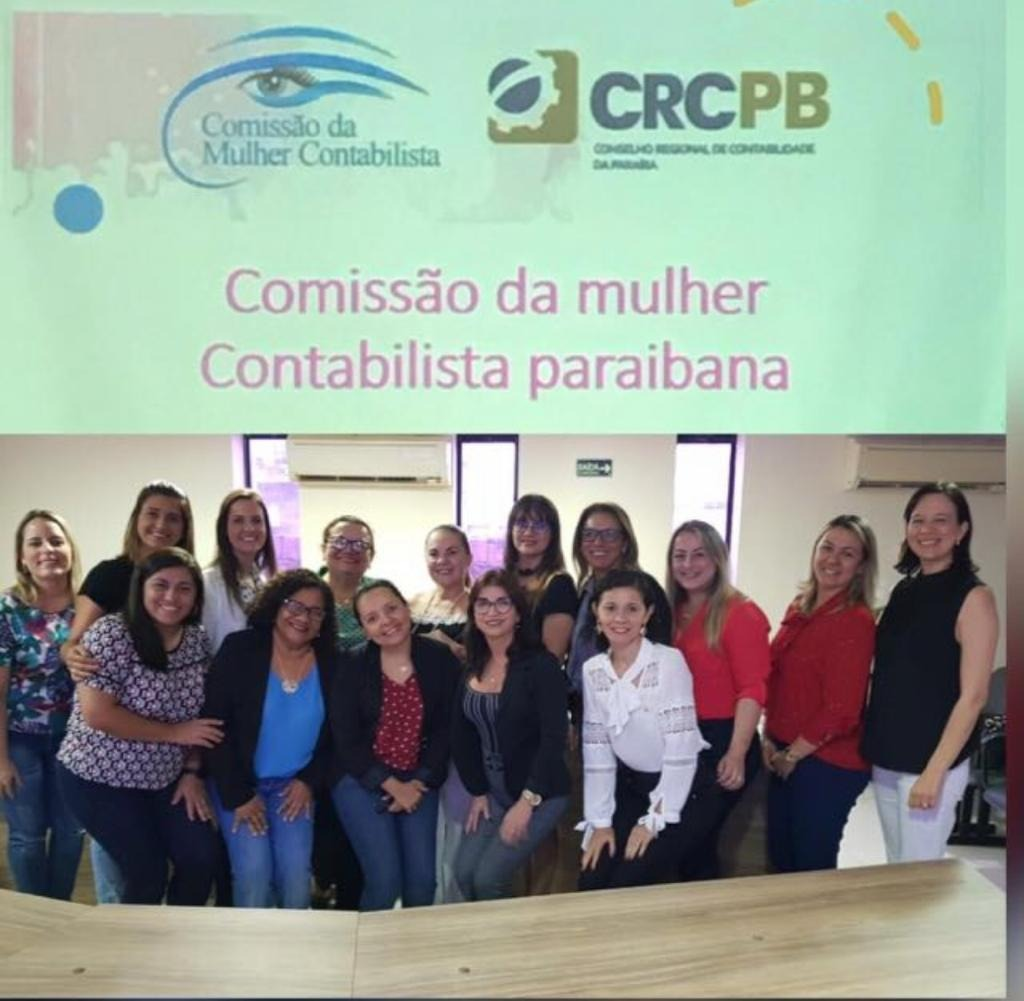 Comissão da
Mulher Contabilista
CRCPB
CONSELHO REGIONAL DE CONTABILIDADE
DA PARAÍBA
Comissão da mulher
Contabilista paraibana
SAÍDA